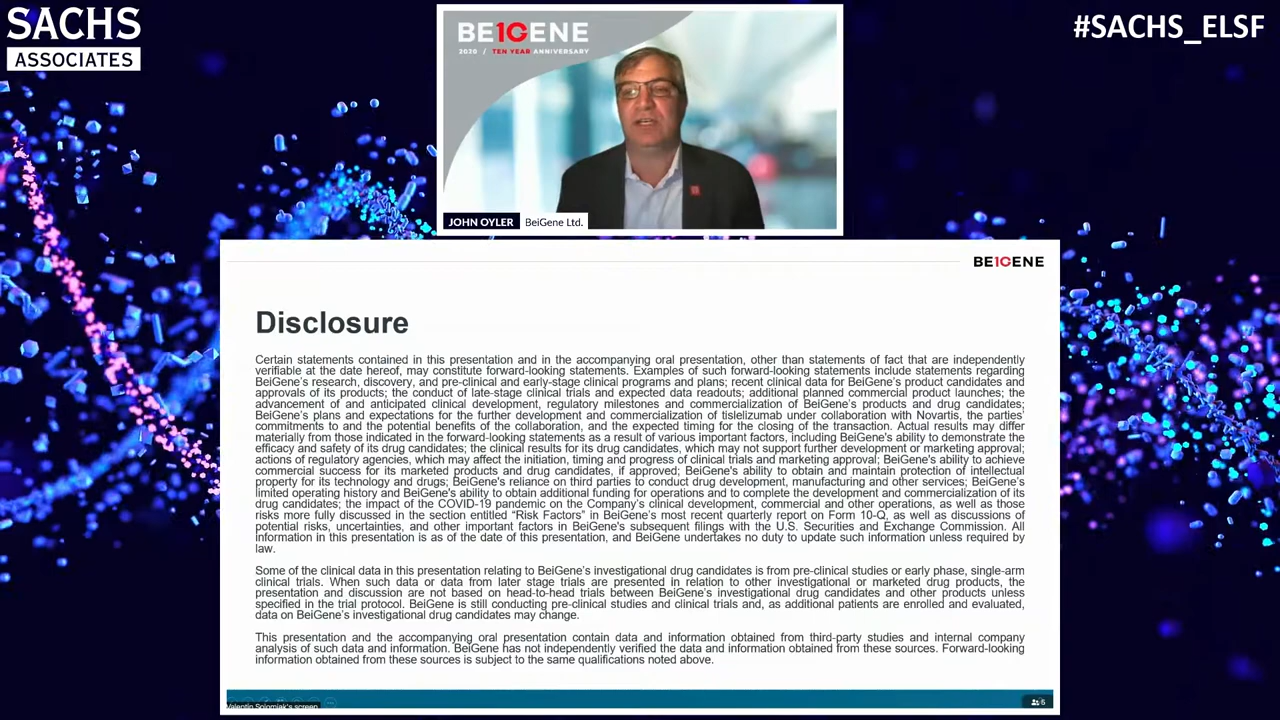 SACHS
ASSOCIATES
BE1GENE
2020 / TEN YEAR ANNIVERSARY
#SACHS_ELSF
JOHN OYLER BeiGene Ltd.
BE1GENE
Disclosure
Certain statements contained in this presentation and in the accompanying oral presentation, other than statements of fact that are independently
verifiable at the date hereof, may constitute forward-looking statements. Examples of such forward-looking statements include statements regarding
BeiGene's research, discovery, and pre-clinical and early-stage clinical programs and plans; recent clinical data for BeiGene's product candidates and
approvals of its products; the conduct of late-stage clinical trials and expected data readouts; additional planned commercial product launches; the
advancement of and anticipated clinical development, regulatory milestones and commercialization of BeiGene's products and drug candidates;
BeiGene's plans and expectations for the further development and commercialization of tislelizumab under collaboration with Novartis, the parties'
commitments to and the potential benefits of the collaboration, and the expected timing for the closing of the transaction. Actual results may differ
materially from those indicated in the forward-looking statements as a result of various important factors, including BeiGene's ability to demonstrate the
efficacy and safety of its drug candidates; the clinical results for its drug candidates, which may not support further development or marketing approval;
actions of regulatory agencies, which may affect the initiation, timing and progress of clinical trials and marketing approval; BeiGene's ability to achieve
commercial success for its marketed products and drug candidates, if approved; BeiGene's ability to obtain and maintain protection of intellectual
property for its technology and drugs; BeiGene's reliance on third parties to conduct drug development, manufacturing and other services; BeiGene's
limited operating history and BeiGene's ability to obtain additional funding for operations and to complete the development and commercialization of its
drug candidates; the impact of the COVID-19 pandemic on the Company's clinical development, commercial and other operations, as well as those
risks more fully discussed in the section entitled “Risk Factors” in BeiGene's most recent quarterly report on Form 10-Q, as well as discussions of
potential risks, uncertainties, and other important factors in BeiGene's subsequent filings with the U.S. Securities and Exchange Commission. All
information in this presentation is as of the date of this presentation, and BeiGene undertakes no duty to update such information unless required by
law.
Some of the clinical data in this presentation relating to BeiGene's investigational drug candidates is from pre-clinical studies or early phase, single-arm
clinical trials. When such data or data from later stage trials are presented in relation to other investigational or marketed drug products, the
presentation and discussion are not based on head-to-head trials between BeiGene's investigational drug candidates and other products unless
specified in the trial protocol. BeiGene is still conducting pre-clinical studies and clinical trials and, as additional patients are enrolled and evaluated,
data on BeiGene's investigational drug candidates may change.
This presentation and the accompanying oral presentation contain data and information obtained from third-party studies and internal company
analysis of such data and information. BeiGene has not independently verified the data and information obtained from these sources. Forward-looking
information obtained from these sources is subject to the same qualifications noted above.
Valentin Solomiak's screen
6